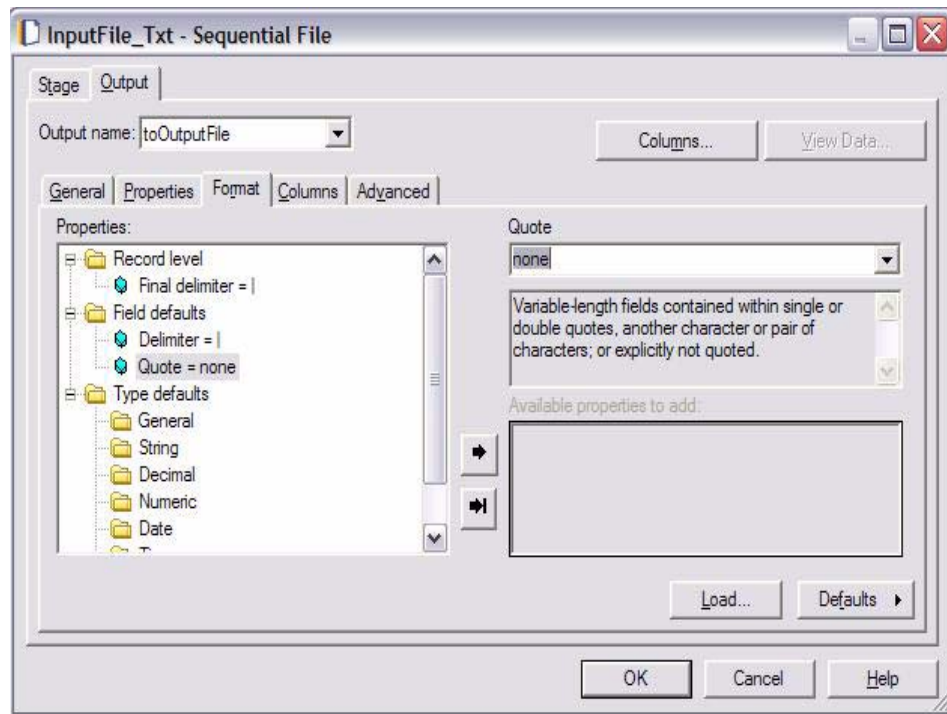 InputFile_Txt - Sequential File
Stage Output
Output name: toOutputFile
Columns... View Data...
General Properties Format Columns Advanced
Properties:
Record level
Final delimiter = |
Field defaults
Delimiter = |
Quote = none
Type defaults
General
String
Decimal
Numeric
Date
Quote
none
Variable-length fields contained within single or
double quotes, another character or pair of
characters; or explicitly not quoted.
Available properties to add:
Load... Defaults
OK Cancel Help